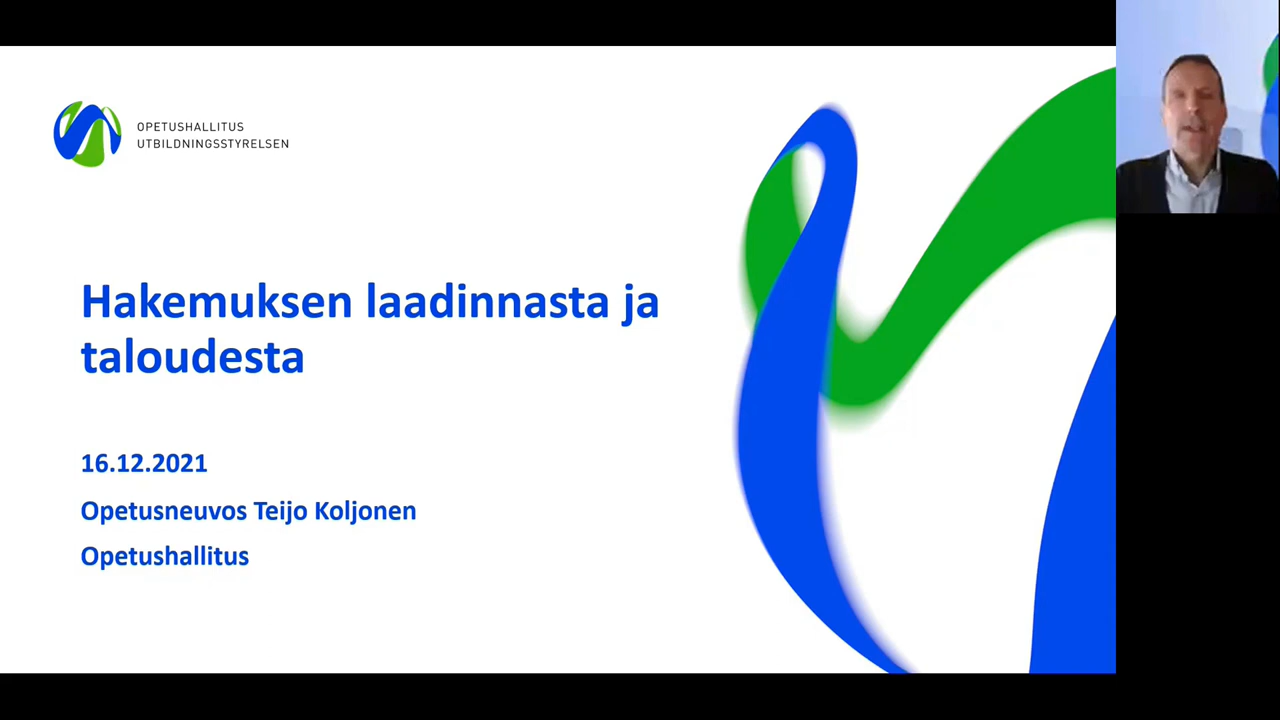 OPETUSHALLITUS
UTBILDNINGSSTYRELSEN
Hakemuksen laadinnasta ja
taloudesta
16.12.2021
Opetusneuvos Teijo Koljonen
Opetushallitus